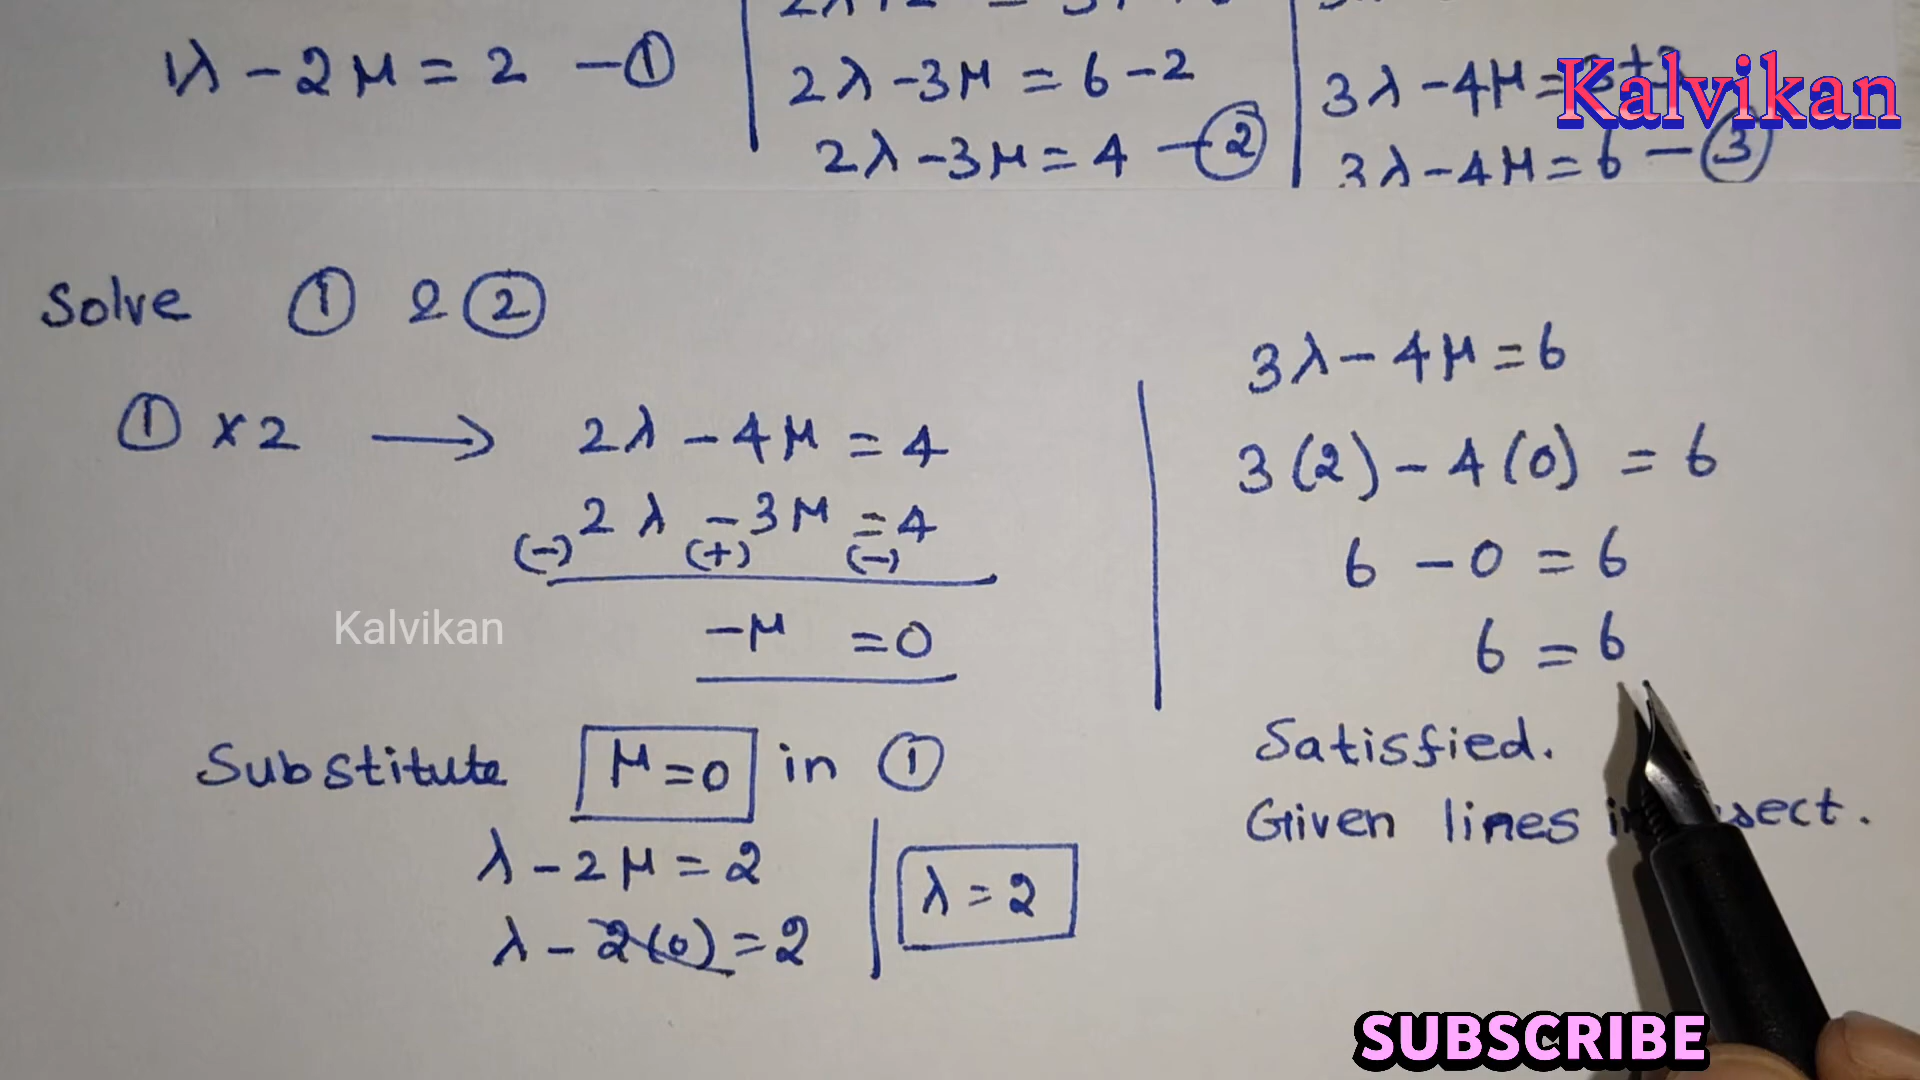 1λ - 2μ = 2 - ①
2λ - 3μ = 6 - 2
2λ - 3μ = 4 - ②
3λ - 4μ = 3 + 3
3λ - 4μ = 6 - ③
Kalvikan
Solve ① & ②
① × 2 → 2λ - 4μ = 4
2λ - 3μ = 4
(-) (+) (-)
-μ = 0
Kalvikan
Substitute μ = 0 in ①
λ - 2μ = 2
λ - 2(0) = 2
λ = 2
3λ - 4μ = 6
3(2) - 4(0) = 6
6 - 0 = 6
6 = 6
Satisfied.
Given lines
SUBSCRIBE